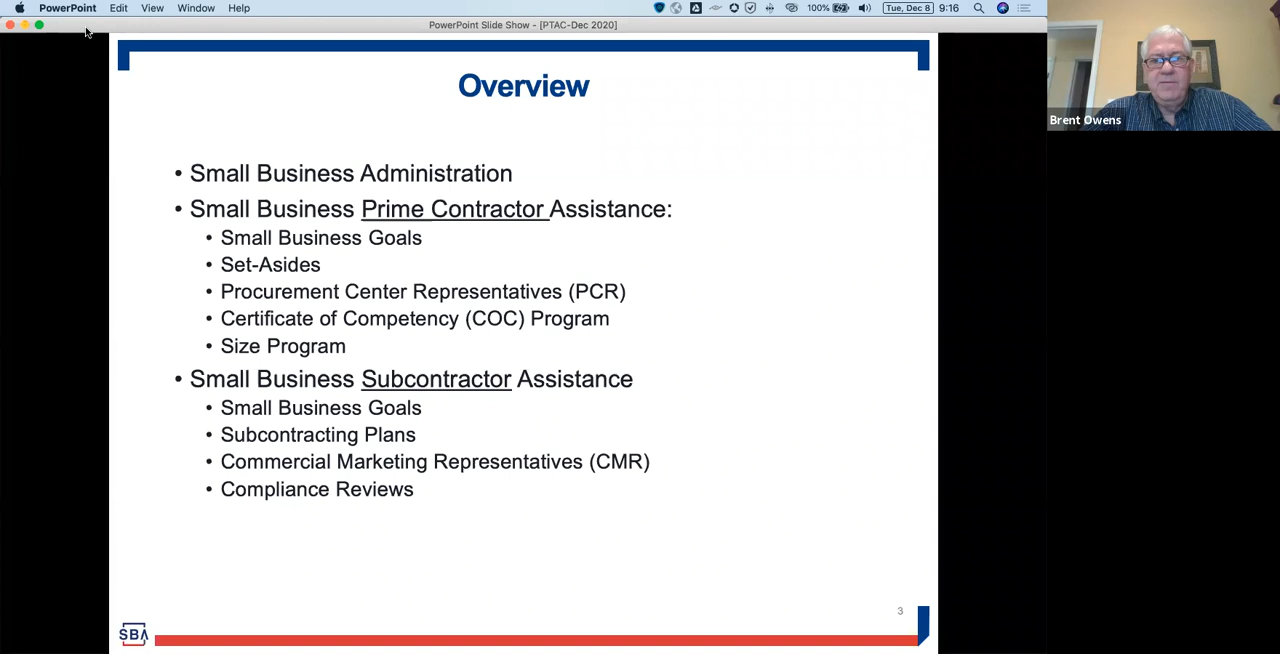 PowerPoint Edit View Window Help 100% Tue, Dec 8 9:16
PowerPoint Slide Show - [PTAC-Dec 2020]
Overview
• Small Business Administration
• Small Business Prime Contractor Assistance:
• Small Business Goals
• Set-Asides
• Procurement Center Representatives (PCR)
• Certificate of Competency (COC) Program
• Size Program
• Small Business Subcontractor Assistance
• Small Business Goals
• Subcontracting Plans
• Commercial Marketing Representatives (CMR)
• Compliance Reviews
3
SBA
Brent Owens